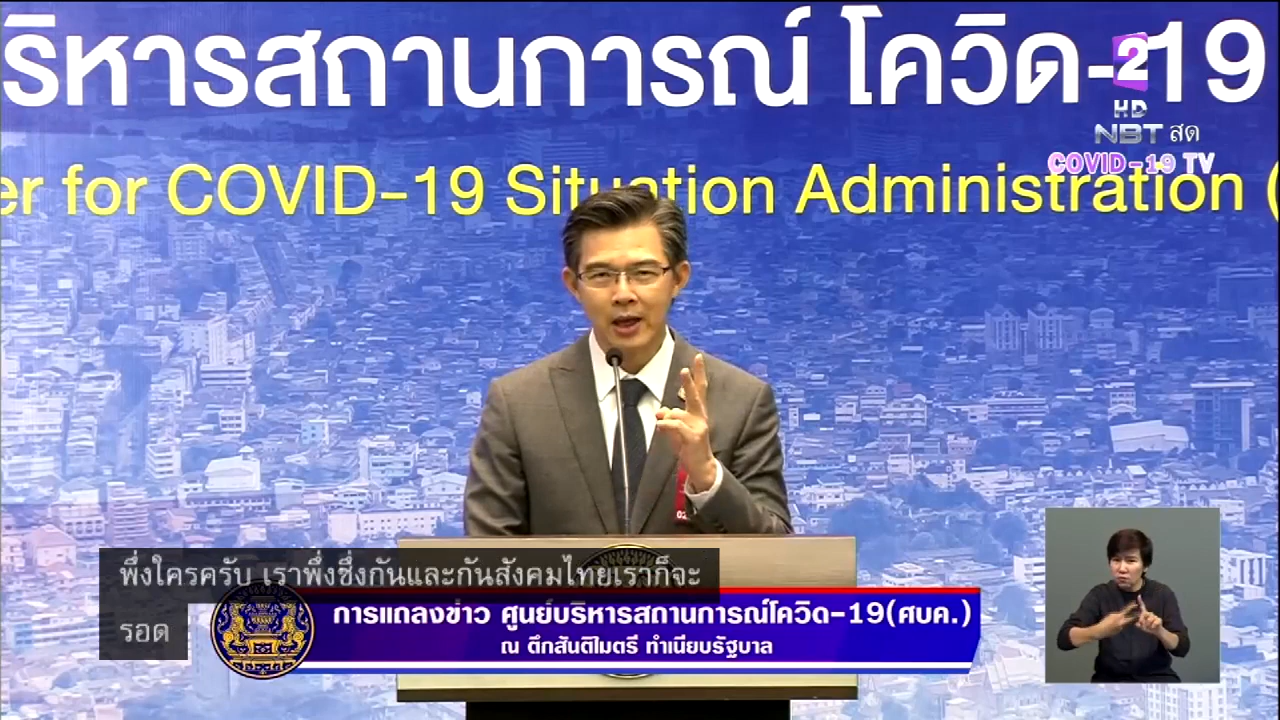 ริหารสถานการณ์ โควิด-19
2
HD
NBT สด
COVID-19 TV
er for COVID-19 Situation Administration (
02
พึ่งใครครับ เราพึ่งซึ่งกันและกันสังคมไทยเราก็จะ
รอด
การแถลงข่าว ศูนย์บริหารสถานการณ์โควิด-19(ศบค.)
ณ ตึกสันติไมตรี ทำเนียบรัฐบาล